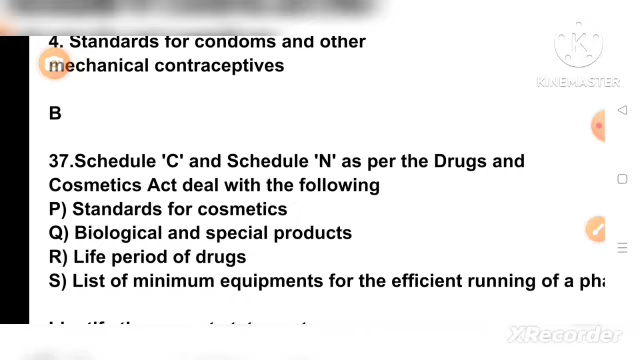 4. Standards for condoms and other
mechanical contraceptives
B
37.Schedule 'C' and Schedule 'N' as per the Drugs and
Cosmetics Act deal with the following
P) Standards for cosmetics
Q) Biological and special products
R) Life period of drugs
S) List of minimum equipments for the efficient running of a pha
KINEMASTER
XRecorder